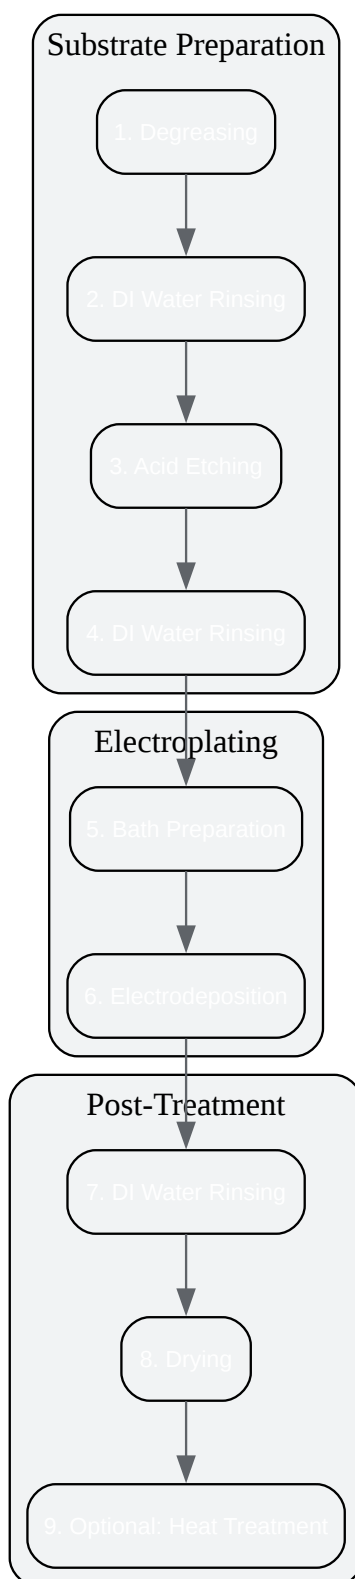 Substrate Preparation
1. Degreasing
2. DI Water Rinsing
3. Acid Etching
4. DI Water Rinsing
Electroplating
5. Bath Preparation
6. Electrodeposition
Post-Treatment
7. DI Water Rinsing
8. Drying
9. Optional: Heat Treatment